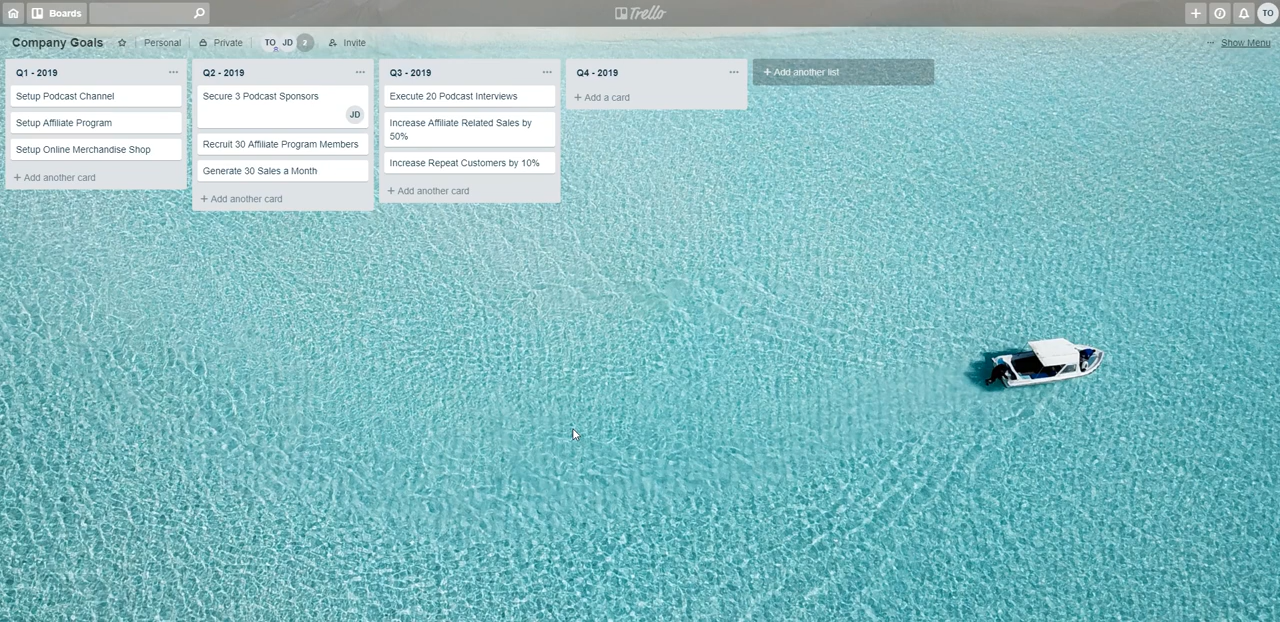 Boards
Trello
TO
Company Goals
Personal
Private
TO JD 2
Invite
Show Menu
Q1 - 2019
Setup Podcast Channel
Setup Affiliate Program
Setup Online Merchandise Shop
+ Add another card
Q2 - 2019
Secure 3 Podcast Sponsors
JD
Recruit 30 Affiliate Program Members
Generate 30 Sales a Month
+ Add another card
Q3 - 2019
Execute 20 Podcast Interviews
Increase Affiliate Related Sales by
50%
Increase Repeat Customers by 10%
+ Add another card
Q4 - 2019
+ Add a card
+ Add another list